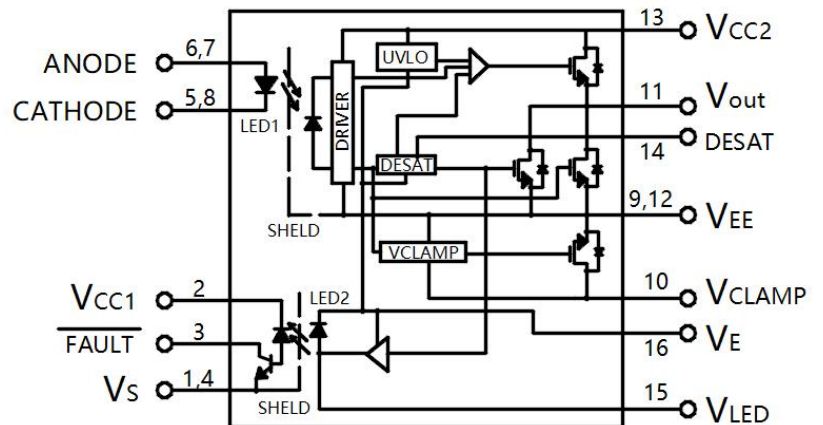 13
VCC2
6,7
ANODE
UVLO
5,8
CATHODE
LED1
DRIVER
11
Vout
DESAT
14
DESAT
9,12
VEE
SHELD
VCLAMP
10
VCLAMP
VCC1
2
LED2
FAULT
3
16
VE
VS
1,4
SHELD
15
VLED